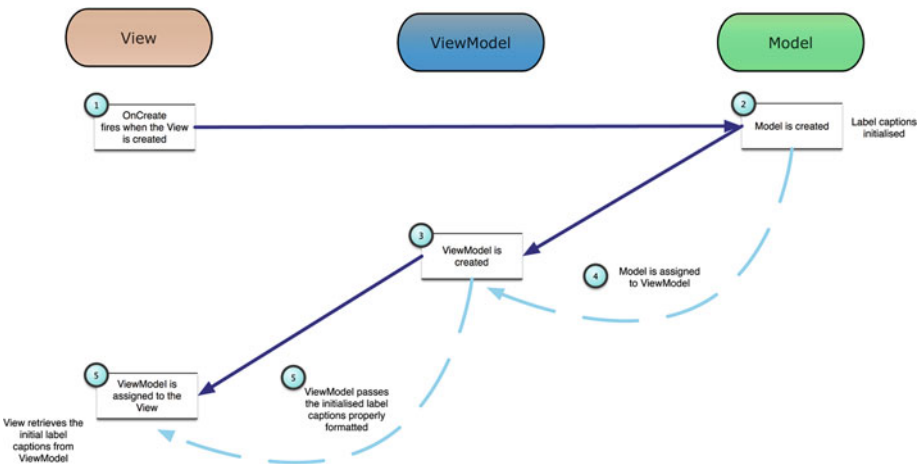 View
ViewModel
Model
1
OnCreate
fires when the View
is created
2
Model is created
Label captions
initialised
3
ViewModel is
created
4
Model is assigned
to ViewModel
5
ViewModel is
assigned to the
View
5
ViewModel passes
the initialised label
captions properly
formatted
View retrieves the
initial label
captions from
ViewModel